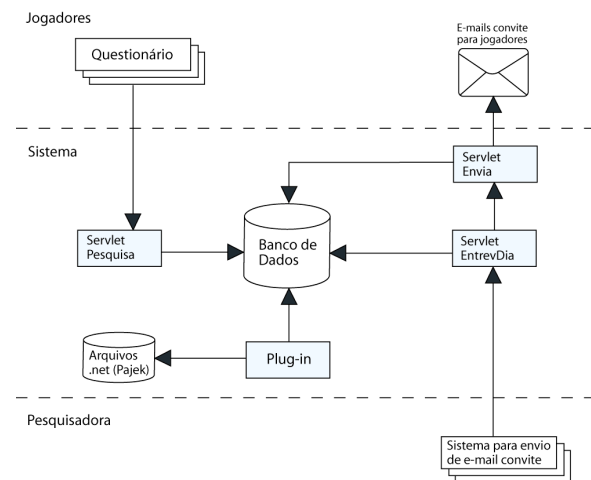 Jogadores
Questionário
E-mails convite
para jogadores
Sistema
Servlet
Envia
Servlet
Pesquisa
Banco de
Dados
Servlet
EntrevDia
Arquivos
.net (Pajek)
Plug-in
Pesquisadora
Sistema para envio
de e-mail convite